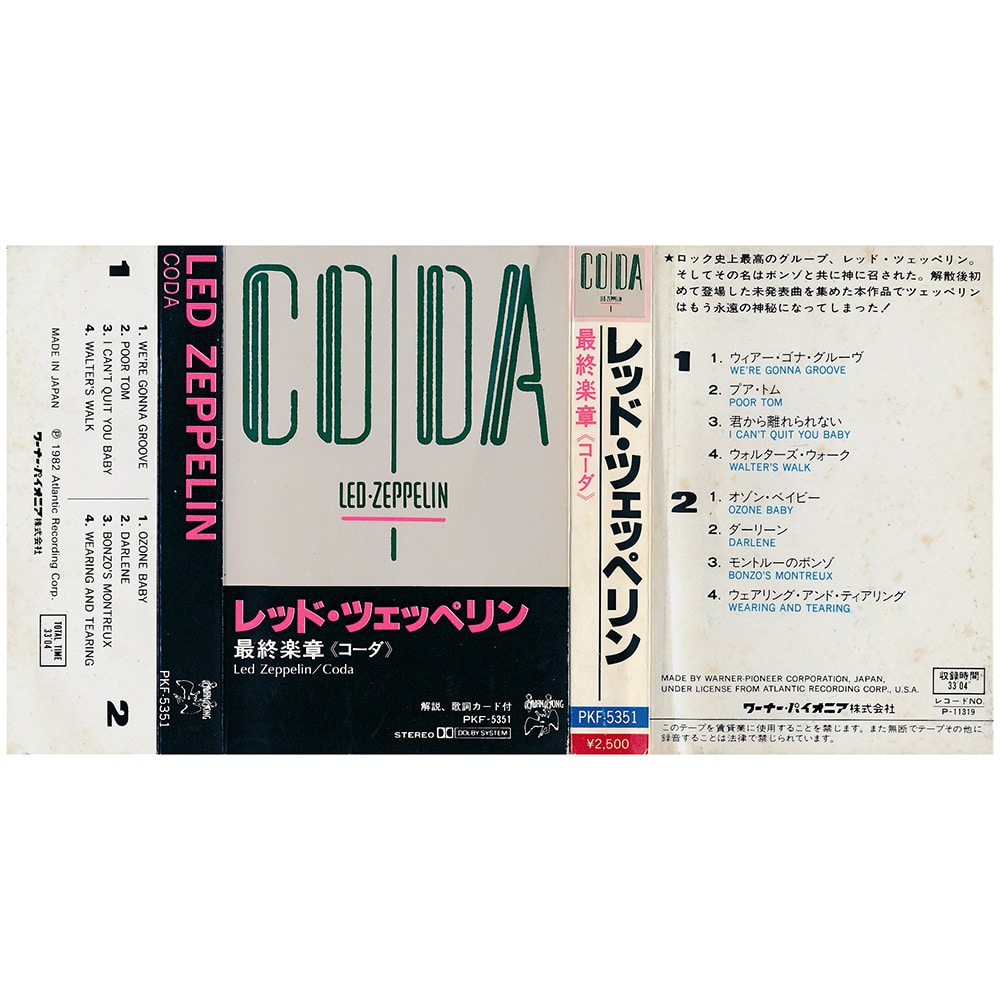 1
1. WE'RE GONNA GROOVE
2. POOR TOM
3. I CAN'T QUIT YOU BABY
4. WALTER'S WALK
2
1. OZONE BABY
2. DARLENE
3. BONZO'S MONTREUX
4. WEARING AND TEARING
MADE IN JAPAN ℗ 1982 Atlantic Recording Corp.
ワーナー・パイオニア株式会社
TOTAL TIME
33'04"
LED ZEPPELIN
CODA
PKF-5351
SWAN SONG
CODA
LED·ZEPPELIN
レッド・ツェッペリン
最終楽章《コーダ》
Led Zeppelin/Coda
解説、歌詞カード付
PKF-5351
STEREO DOLBY SYSTEM
SWAN SONG
CODA
LED·ZEPPELIN
最終楽章《コーダ》
レッド・ツェッペリン
PKF-5351
¥2,500
★ロック史上最高のグループ、レッド・ツェッペリン。
そしてその名はボンゾと共に神に召された。解散後初
めて登場した未発表曲を集めた本作品でツェッペリン
はもう永遠の神秘になってしまった!
1
1. ウィアー・ゴナ・グルーヴ
WE'RE GONNA GROOVE
2. プア・トム
POOR TOM
3. 君から離れられない
I CAN'T QUIT YOU BABY
4. ウォルターズ・ウォーク
WALTER'S WALK
2
1. オゾン・ベイビー
OZONE BABY
2. ダーリーン
DARLENE
3. モントルーのボンゾ
BONZO'S MONTREUX
4. ウェアリング・アンド・ティアリング
WEARING AND TEARING
MADE BY WARNER-PIONEER CORPORATION, JAPAN,
UNDER LICENSE FROM ATLANTIC RECORDING CORP., U.S.A.
ワーナー・パイオニア株式会社
収録時間
33'04"
レコードNO.
P-11319
このテープを賃貸業に使用することを禁じます。また無断でテープその他に
録音することは法律で禁じられています。